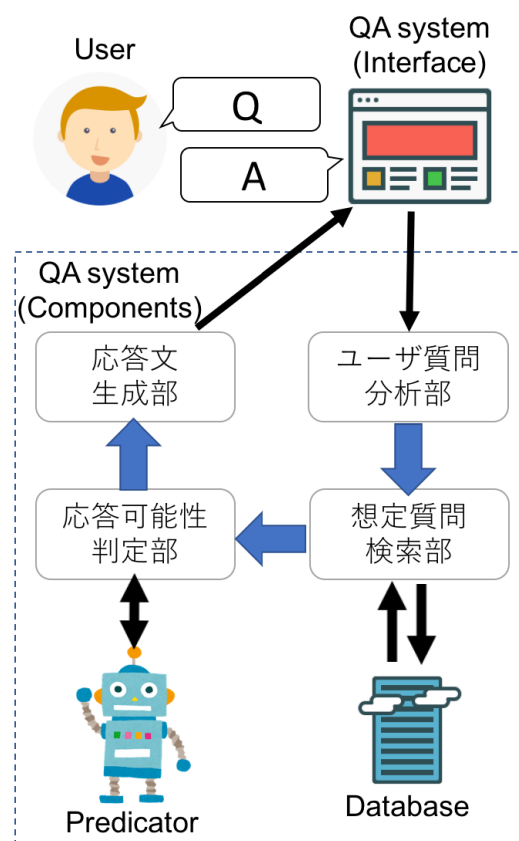 User
QA system
(Interface)
Q
A
QA system
(Components)
応答文
生成部
ユーザ質問
分析部
応答可能性
判定部
想定質問
検索部
Predicator
Database